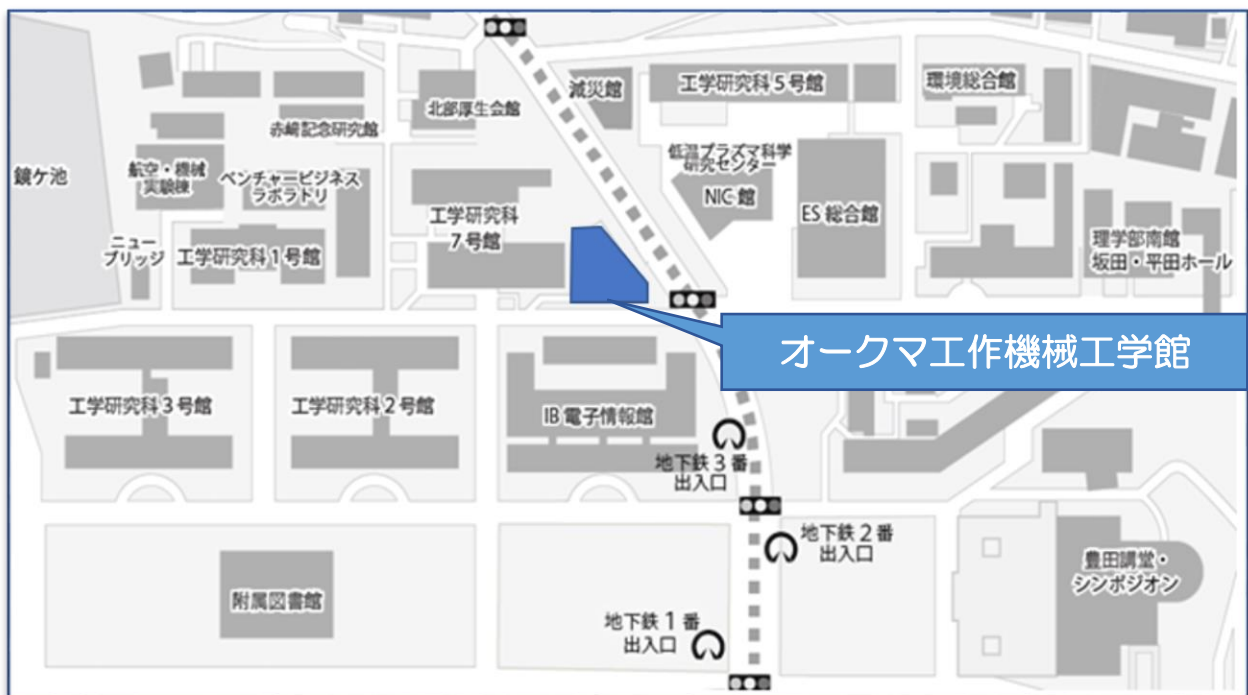 減災館
工学研究科５号館
環境総合館
北部厚生会館
赤﨑記念研究館
鏡ケ池
航空・機械
実験棟
ベンチャービジネス
ラボラトリ
低温プラズマ科学
研究センター
NIC 館
ES 総合館
工学研究科
７号館
ニュー
ブリッジ
工学研究科１号館
理学部南館
坂田・平田ホール
オークマ工作機械工学館
工学研究科３号館
工学研究科２号館
IB 電子情報館
地下鉄３番
出入口
地下鉄２番
出入口
豊田講堂・
シンポジオン
附属図書館
地下鉄１番
出入口